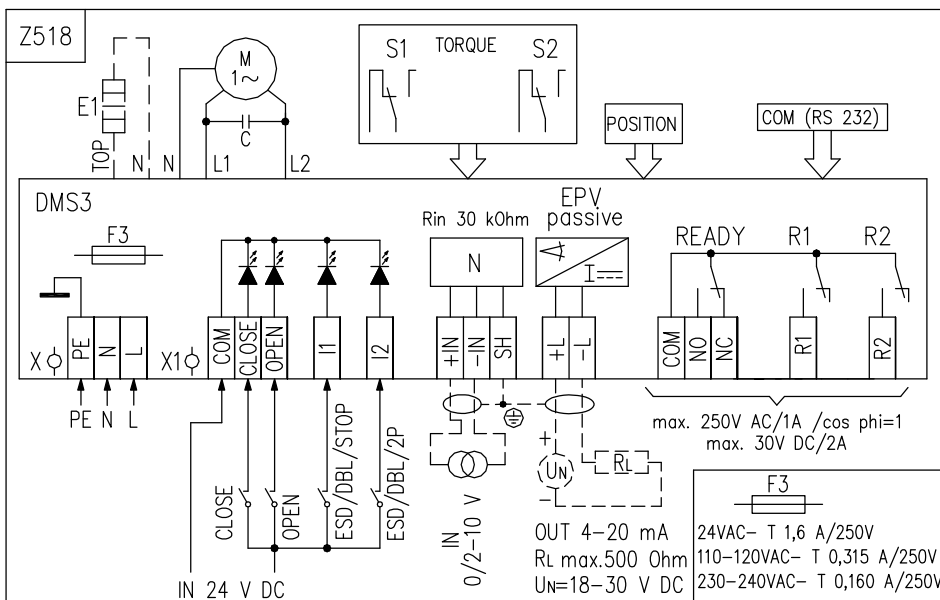 Z518
E1
TOP
N
N
M
1~
C
L1
L2
S1
TORQUE
S2
POSITION
COM (RS 232)
DMS3
F3
Rin 30 kOhm
N
EPV
passive
I
READY
R1
R2
X
PE
N
L
X1
COM
CLOSE
OPEN
I1
I2
+IN
-IN
SH
+L
-L
COM
NO
NC
R1
R2
PE N L
max. 250V AC/1A /cos phi=1
max. 30V DC/2A
CLOSE
OPEN
ESD/DBL/STOP
ESD/DBL/2P
IN 24 V DC
IN
0/2-10 V
+
UN
-
RL
OUT 4-20 mA
RL max.500 Ohm
UN=18-30 V DC
F3
24VAC- T 1,6 A/250V
110-120VAC- T 0,315 A/250V
230-240VAC- T 0,160 A/250V